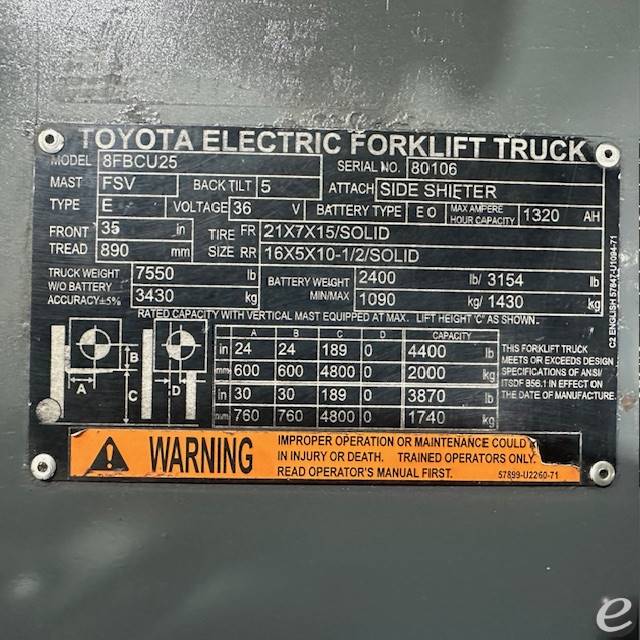 TOYOTA ELECTRIC FORKLIFT TRUCK
MODEL 8FBCU25 SERIAL NO. 80106
MAST FSV BACK TILT 5 ATTACH SIDE SHIFTER
TYPE E VOLTAGE 36 V BATTERY TYPE EO MAX AMPERE HOUR CAPACITY 1320 AH
FRONT TREAD 35 in TIRE SIZE FR 21X7X15/SOLID
890 mm RR 16X5X10-1/2/SOLID
TRUCK WEIGHT W/O BATTERY ACCURACY±5% 7550 lb BATTERY WEIGHT MIN/MAX 2400 lb/ 3154 lb
3430 kg 1090 kg/ 1430 kg
RATED CAPACITY WITH VERTICAL MAST EQUIPPED AT MAX. LIFT HEIGHT "C" AS SHOWN.
A B C D CAPACITY
in 24 24 189 0 4400 lb
mm 600 600 4800 0 2000 kg
in 30 30 189 0 3870 lb
mm 760 760 4800 0 1740 kg
A B C D
THIS FORKLIFT TRUCK
MEETS OR EXCEEDS DESIGN
SPECIFICATIONS OF ANSI/
ITSDF B56.1 IN EFFECT ON
THE DATE OF MANUFACTURE.
C2 ENGLISH 57847-U1094-71
WARNING
IMPROPER OPERATION OR MAINTENANCE COULD
IN INJURY OR DEATH. TRAINED OPERATORS ONLY.
READ OPERATOR'S MANUAL FIRST.
57899-U2260-71
e